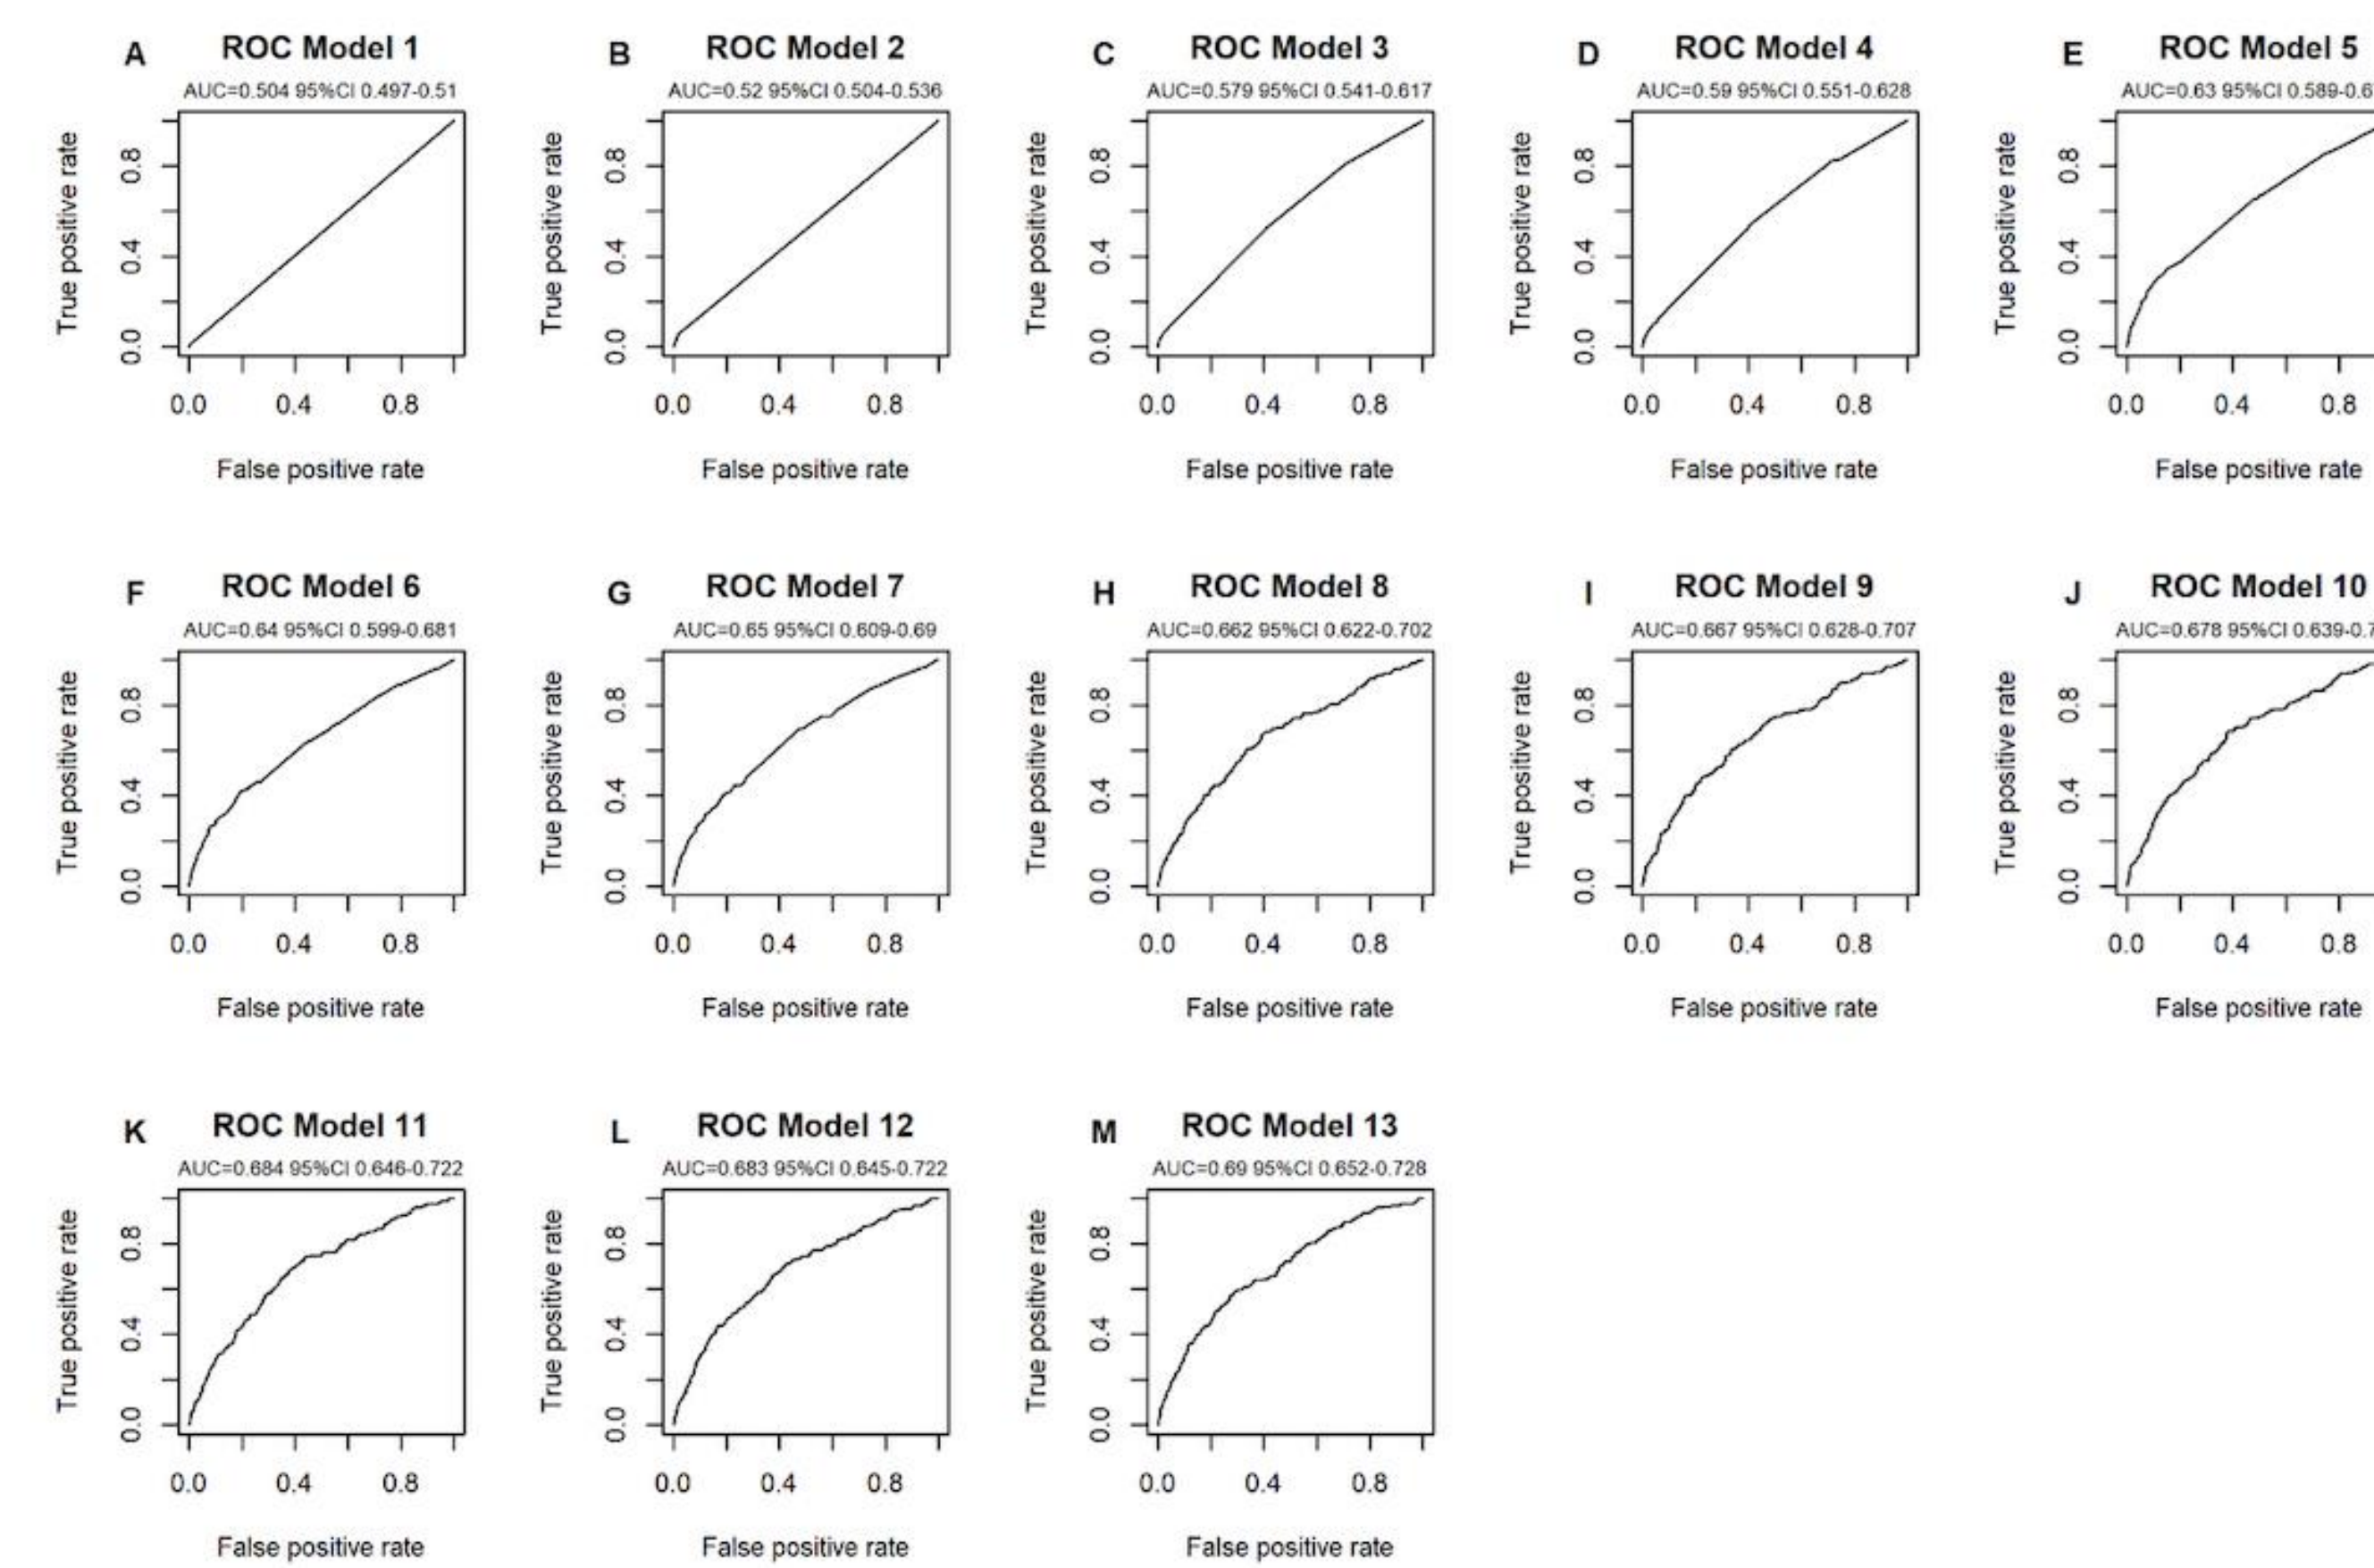 A ROC Model 1
AUC=0.504 95%CI 0.497-0.51
True positive rate
0.0 0.4 0.8
0.0 0.4 0.8
False positive rate
B ROC Model 2
AUC=0.52 95%CI 0.504-0.536
True positive rate
0.0 0.4 0.8
0.0 0.4 0.8
False positive rate
C ROC Model 3
AUC=0.579 95%CI 0.541-0.617
True positive rate
0.0 0.4 0.8
0.0 0.4 0.8
False positive rate
D ROC Model 4
AUC=0.59 95%CI 0.551-0.628
True positive rate
0.0 0.4 0.8
0.0 0.4 0.8
False positive rate
E ROC Model 5
AUC=0.63 95%CI
True positive rate
0.0 0.4 0.8
0.0 0.4 0.8
False positive rate
F ROC Model 6
AUC=0.64 95%CI 0.599-0.681
True positive rate
0.0 0.4 0.8
0.0 0.4 0.8
False positive rate
G ROC Model 7
AUC=0.65 95%CI 0.609-0.69
True positive rate
0.0 0.4 0.8
0.0 0.4 0.8
False positive rate
H ROC Model 8
AUC=0.662 95%CI 0.622-0.702
True positive rate
0.0 0.4 0.8
0.0 0.4 0.8
False positive rate
I ROC Model 9
AUC=0.667 95%CI 0.628-0.707
True positive rate
0.0 0.4 0.8
0.0 0.4 0.8
False positive rate
J ROC Model 10
AUC=0.678 95%CI
True positive rate
0.0 0.4 0.8
0.0 0.4 0.8
False positive rate
K ROC Model 11
AUC=0.684 95%CI 0.646-0.722
True positive rate
0.0 0.4 0.8
0.0 0.4 0.8
False positive rate
L ROC Model 12
AUC=0.683 95%CI 0.645-0.722
True positive rate
0.0 0.4 0.8
0.0 0.4 0.8
False positive rate
M ROC Model 13
AUC=0.69 95%CI 0.652-0.728
True positive rate
0.0 0.4 0.8
0.0 0.4 0.8
False positive rate